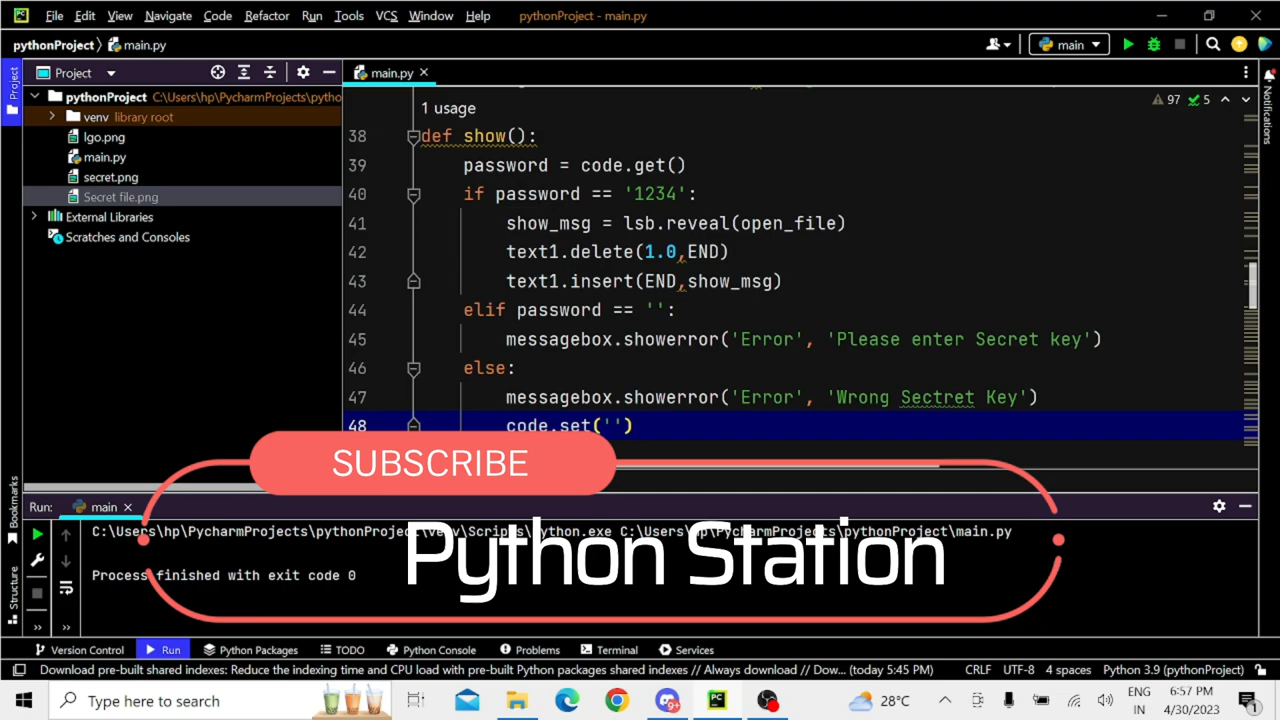 File Edit View Navigate Code Refactor Run Tools VCS Window Help pythonProject - main.py
pythonProject main.py main
Project main.py
pythonProject C:\Users\hp\PycharmProjects\pytho
venv library root
lgo.png
main.py
secret.png
Secret file.png
External Libraries
Scratches and Consoles
97 5
1 usage
38 def show():
39 password = code.get()
40 if password == '1234':
41 show_msg = lsb.reveal(open_file)
42 text1.delete(1.0,END)
43 text1.insert(END,show_msg)
44 elif password == '':
45 messagebox.showerror('Error', 'Please enter Secret key')
46 else:
47 messagebox.showerror('Error', 'Wrong Sectret Key')
48 code.set('')
Project
Notifications
Bookmarks
Structure
SUBSCRIBE
Python Station
Run: main
C:\Users\hp\PycharmProjects\pythonProject\venv\Scripts\python.exe C:\Users\hp\PycharmProjects\pythonProject\main.py
Process finished with exit code 0
Version Control Run Python Packages TODO Python Console Problems Terminal Services
Download pre-built shared indexes: Reduce the indexing time and CPU load with pre-built Python packages shared indexes // Always download // Dow... (today 5:45 PM) CRLF UTF-8 4 spaces Python 3.9 (pythonProject)
Type here to search 28°C ENG IN 6:57 PM 4/30/2023